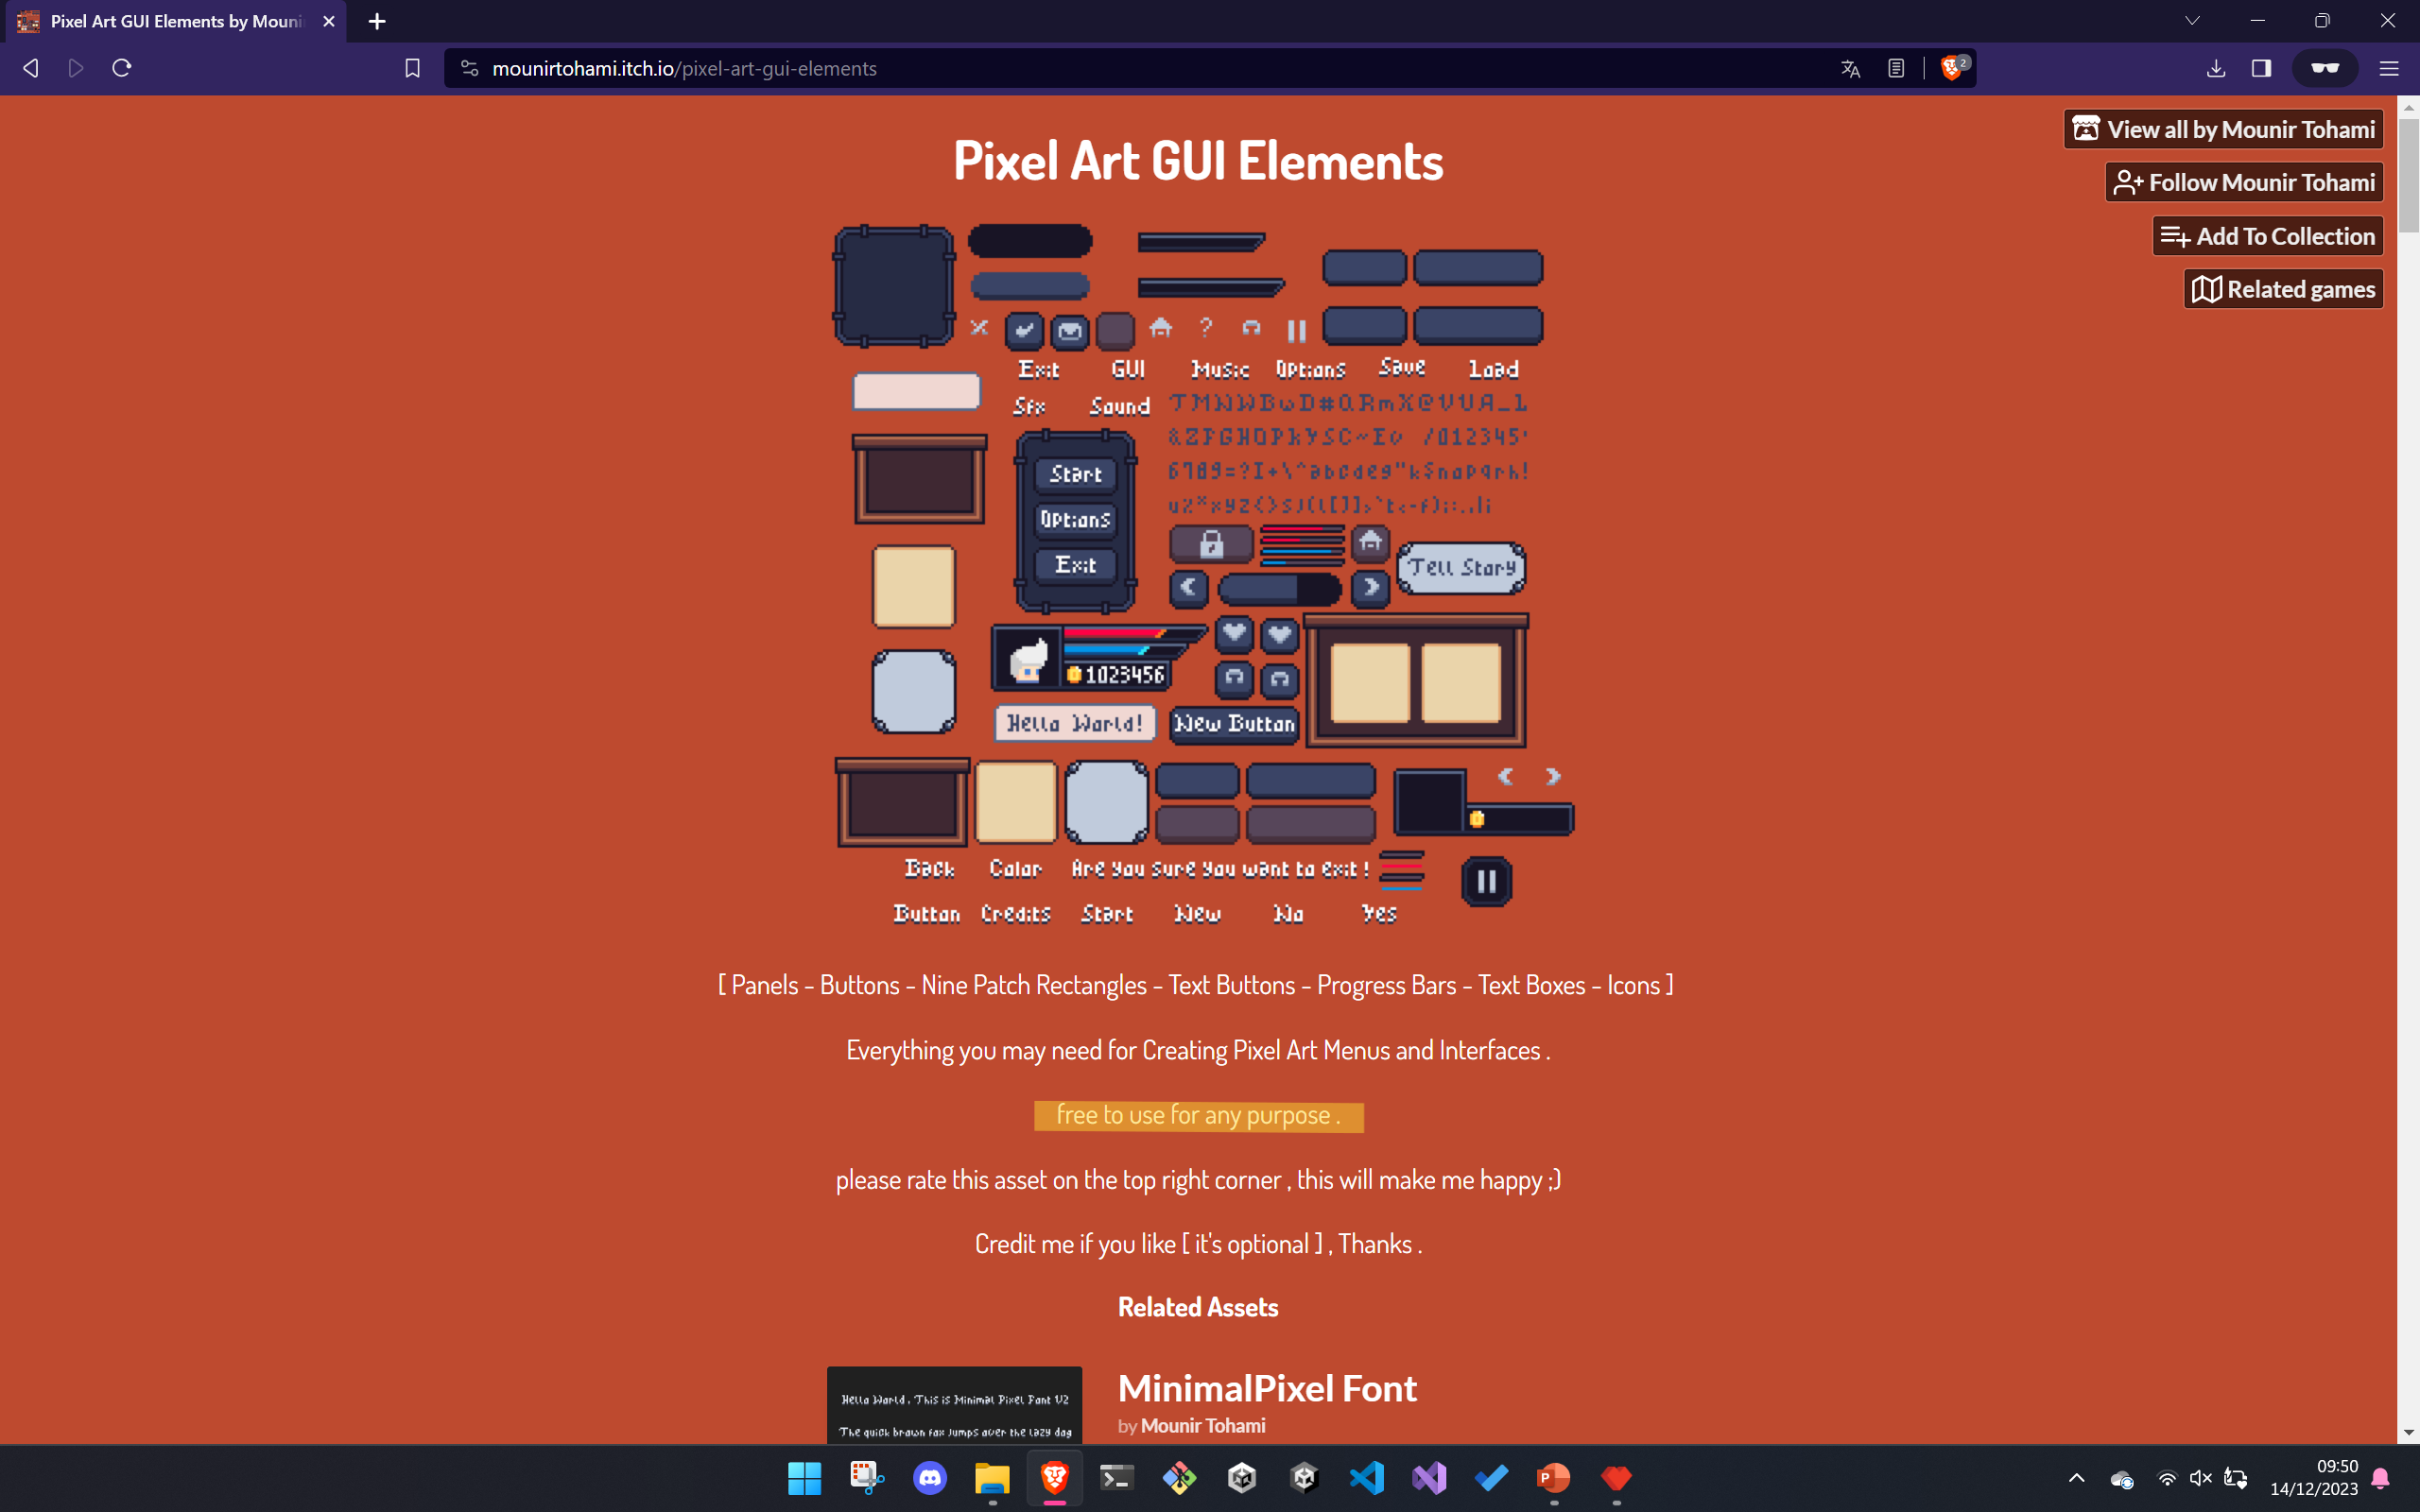 Pixel Art GUI Elements by Mouni
mounirtohami.itch.io/pixel-art-gui-elements
2
View all by Mounir Tohami
Follow Mounir Tohami
Add To Collection
Related games
Pixel Art GUI Elements
Exit GUI Music Options Save Load
Sfx Sound
Start
Options
Exit
Tell Story
1023456
Hello World!
New Button
Back Color Are you sure you want to exit !
Button Credits Start New No Yes
[ Panels - Buttons - Nine Patch Rectangles - Text Buttons - Progress Bars - Text Boxes - Icons ]
Everything you may need for Creating Pixel Art Menus and Interfaces .
free to use for any purpose .
please rate this asset on the top right corner , this will make me happy ;)
Credit me if you like [ it's optional ] , Thanks .
Related Assets
Hello World , This is Minimal Pixel Font V2
The quick brown fox jumps over the lazy dog
MinimalPixel Font
by Mounir Tohami
09:50
14/12/2023